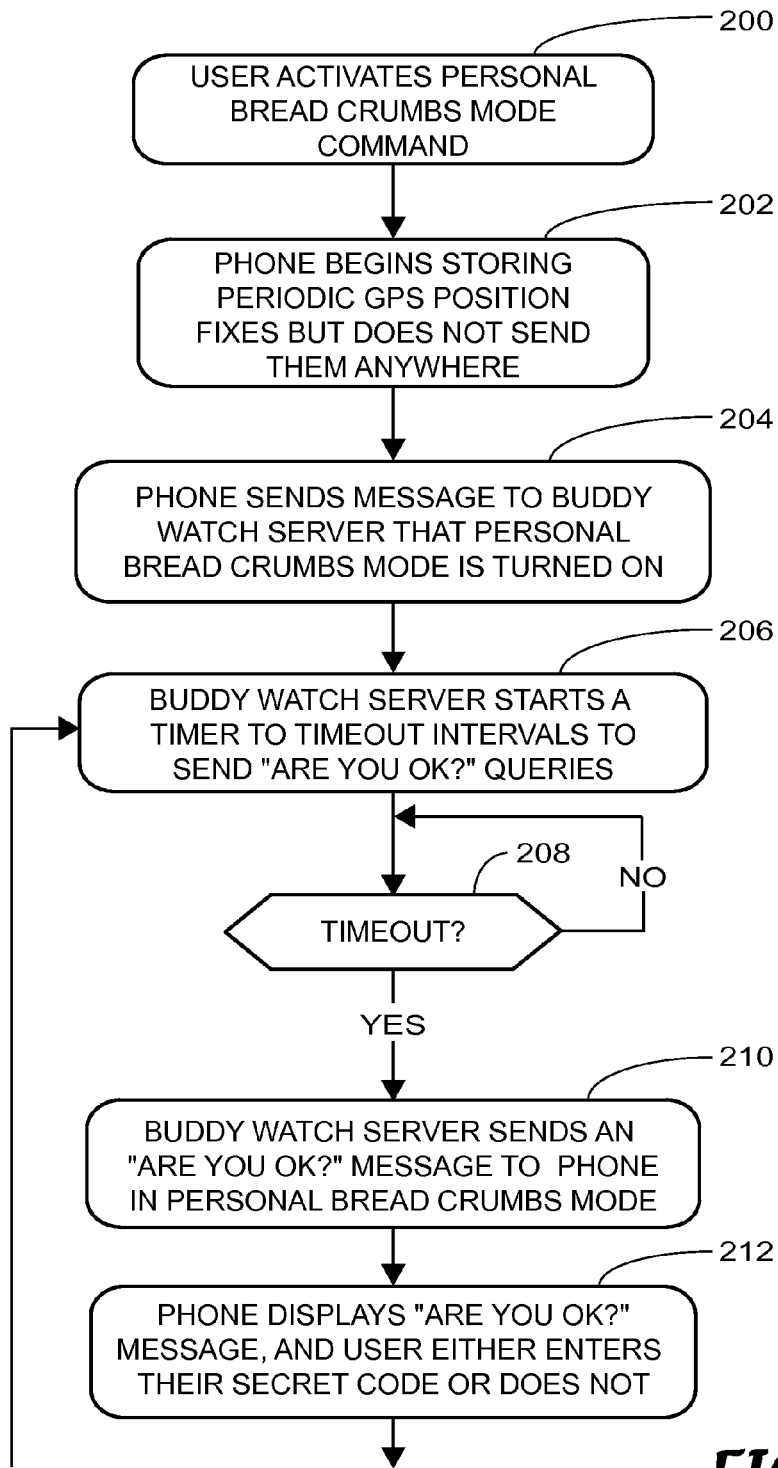 200
USER ACTIVATES PERSONAL
BREAD CRUMBS MODE
COMMAND
202
PHONE BEGINS STORING
PERIODIC GPS POSITION
FIXES BUT DOES NOT SEND
THEM ANYWHERE
204
PHONE SENDS MESSAGE TO BUDDY
WATCH SERVER THAT PERSONAL
BREAD CRUMBS MODE IS TURNED ON
206
BUDDY WATCH SERVER STARTS A
TIMER TO TIMEOUT INTERVALS TO
SEND "ARE YOU OK?" QUERIES
208
NO
TIMEOUT?
YES
210
BUDDY WATCH SERVER SENDS AN
"ARE YOU OK?" MESSAGE TO PHONE
IN PERSONAL BREAD CRUMBS MODE
212
PHONE DISPLAYS "ARE YOU OK?"
MESSAGE, AND USER EITHER ENTERS
THEIR SECRET CODE OR DOES NOT